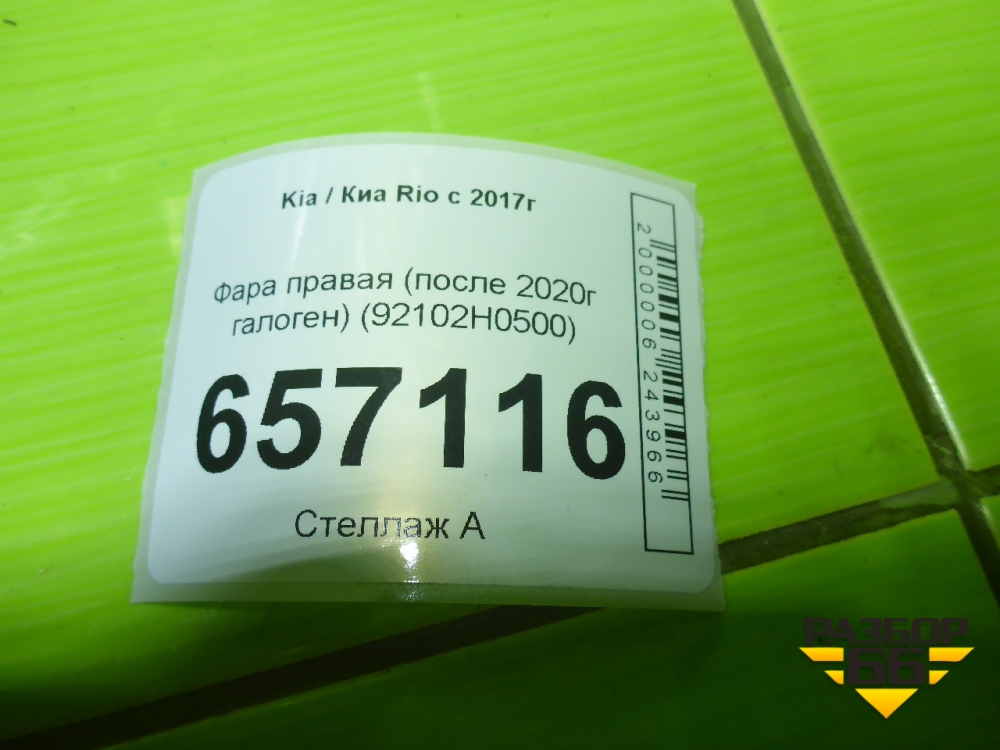 Kia / Киа Rio с 2017г
Фара правая (после 2020г
галоген) (92102H0500)
657116
Стеллаж А
2000006243966
РАЗБОР
66